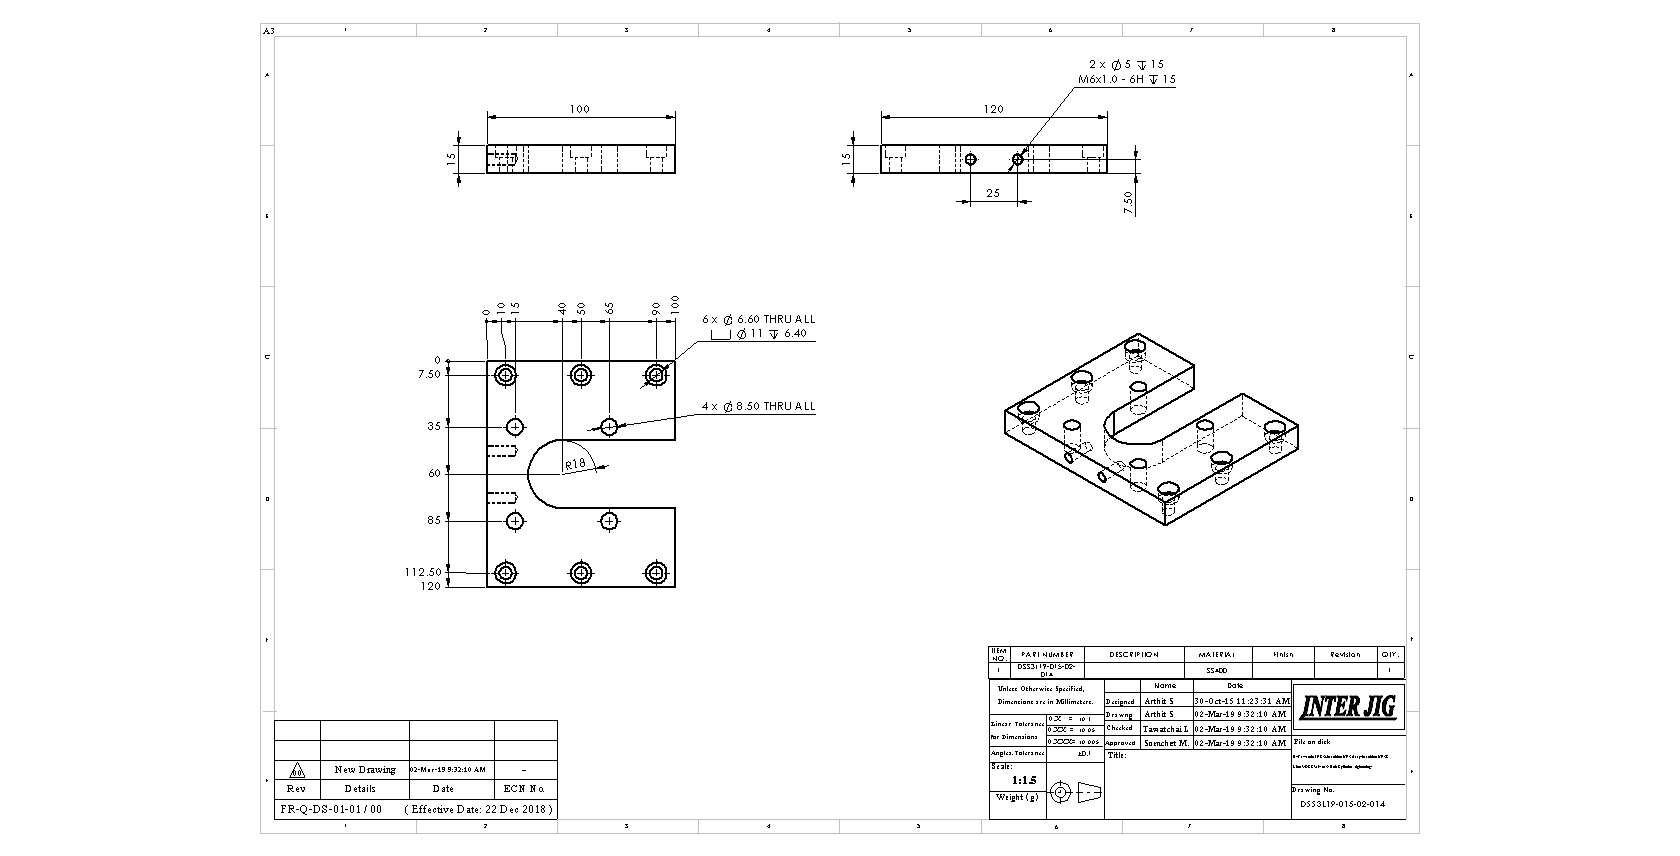 A3
1 2 3 4 5 6 7 8
2 x ⌀ 5 ↧ 15
M6x1.0 - 6H ↧ 15
100
120
15
15
25
7.50
0 10 15 40 50 65 90 100
6 x ⌀ 6.60 THRU ALL
⌴ ⌀ 11 ↧ 6.40
0
7.50
4 x ⌀ 8.50 THRU ALL
35
R18
60
85
112.50
120
ITEM NO. PART NUMBER DESCRIPTION MATERIAL Finish Revision QTY.
1 DSS3L19-015-02-014 SS400 1
Unless Otherwise Specified,
Dimensions are in Millimeters.
Linear Tolerance
for Dimensions
0.X = ±0.1
0.XX = ±0.05
0.XXX= ±0.005
Angles. Tolerance ±0.1
Scale:
1:1.5
Weight (g)
Name Date
Designed Arthit S 30-Oct-15 11:23:31 AM
Drawing Arthit S 02-Mar-19 9:32:10 AM
Checked Tawatchai L 02-Mar-19 9:32:10 AM
Approved Somchet M. 02-Mar-19 9:32:10 AM
Title:
INTER JIG
File on disk
Drawing No.
DSS3L19-015-02-014
00 New Drawing 02-Mar-19 9:32:10 AM -
Rev Details Date ECN No.
FR-Q-DS-01-01 / 00 ( Effective Date: 22 Dec 2018 )
1 2 3 4 5 6 7 8